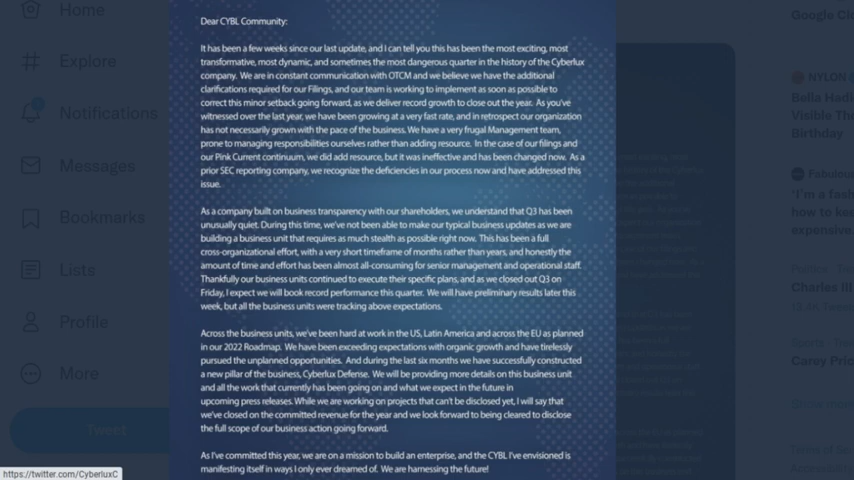 Home
Explore
Notifications
Messages
Bookmarks
Lists
Profile
More
Tweet
https://twitter.com/CyberluxC
Dear CYBL Community:
It has been a few weeks since our last update, and I can tell you this has been the most exciting, most
transformative, most dynamic, and sometimes the most dangerous quarter in the history of the Cyberlux
company. We are in constant communication with OTCM and we believe we have the additional
clarifications required for our Filings, and our team is working to implement as soon as possible to
correct this minor setback going forward, as we deliver record growth to close out the year. As you've
witnessed over the last year, we have been growing at a very fast rate, and in retrospect our organization
has not necessarily grown with the pace of the business. We have a very frugal Management team,
prone to managing responsibilities ourselves rather than adding resource. In the case of our filings and
our Pink Current continuum, we did add resource, but it was ineffective and has been changed now. As a
prior SEC reporting company, we recognize the deficiencies in our process now and have addressed this
issue.
As a company built on business transparency with our shareholders, we understand that Q3 has been
unusually quiet. During this time, we've not been able to make our typical business updates as we are
building a business unit that requires as much stealth as possible right now. This has been a full
cross-organizational effort, with a very short timeframe of months rather than years, and honestly the
amount of time and effort has been almost all-consuming for senior management and operational staff.
Thankfully our business units continued to execute their specific plans, and as we closed out Q3 on
Friday, I expect we will book record performance this quarter. We will have preliminary results later this
week, but all the business units were tracking above expectations.
Across the business units, we've been hard at work in the US, Latin America and across the EU as planned
in our 2022 Roadmap. We have been exceeding expectations with organic growth and have tirelessly
pursued the unplanned opportunities. And during the last six months we have successfully constructed
a new pillar of the business, Cyberlux Defense. We will be providing more details on this business unit
and all the work that currently has been going on and what we expect in the future in
upcoming press releases. While we are working on projects that can't be disclosed yet, I will say that
we've closed on the committed revenue for the year and we look forward to being cleared to disclose
the full scope of our business action going forward.
As I've committed this year, we are on a mission to build an enterprise, and the CYBL I've envisioned is
manifesting itself in ways I only ever dreamed of. We are harnessing the future!
Google Clo
NYLON
Bella Hadi
Visible Tho
Birthday
Fabulous
'I'm a fash
how to kee
expensive
Charles III
Caroy Pric